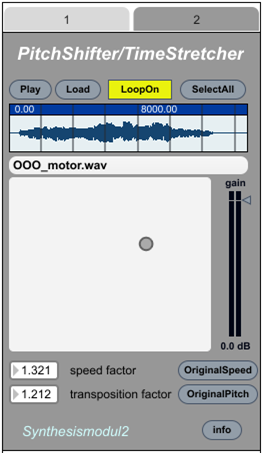 1 2
PitchShifter/TimeStretcher
Play Load LoopOn SelectAll
0.00 8000.00
OOO_motor.wav
gain
0.0 dB
1.321 speed factor OriginalSpeed
1.212 transposition factor OriginalPitch
Synthesismodul2 info